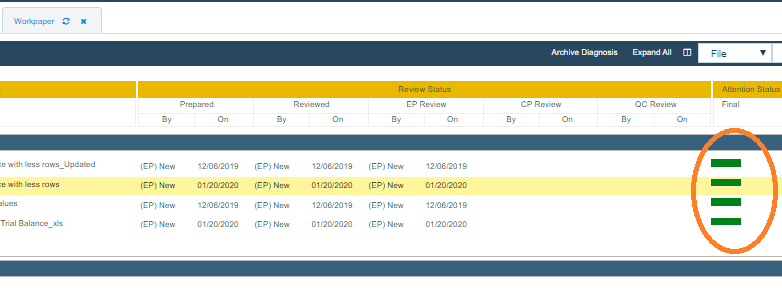 Workpaper
Archive Diagnosis Expand All File
Review Status Attention Status
Prepared Reviewed EP Review CP Review QC Review Final
By On By On By On By On By On
ce with less rows_Updated (EP) New 12/06/2019 (EP) New 12/06/2019 (EP) New 12/06/2019
ce with less rows (EP) New 01/20/2020 (EP) New 01/20/2020 (EP) New 01/20/2020
alues (EP) New 12/06/2019 (EP) New 12/06/2019 (EP) New 12/06/2019
Trial Balance_xls (EP) New 01/20/2020 (EP) New 01/20/2020 (EP) New 01/20/2020